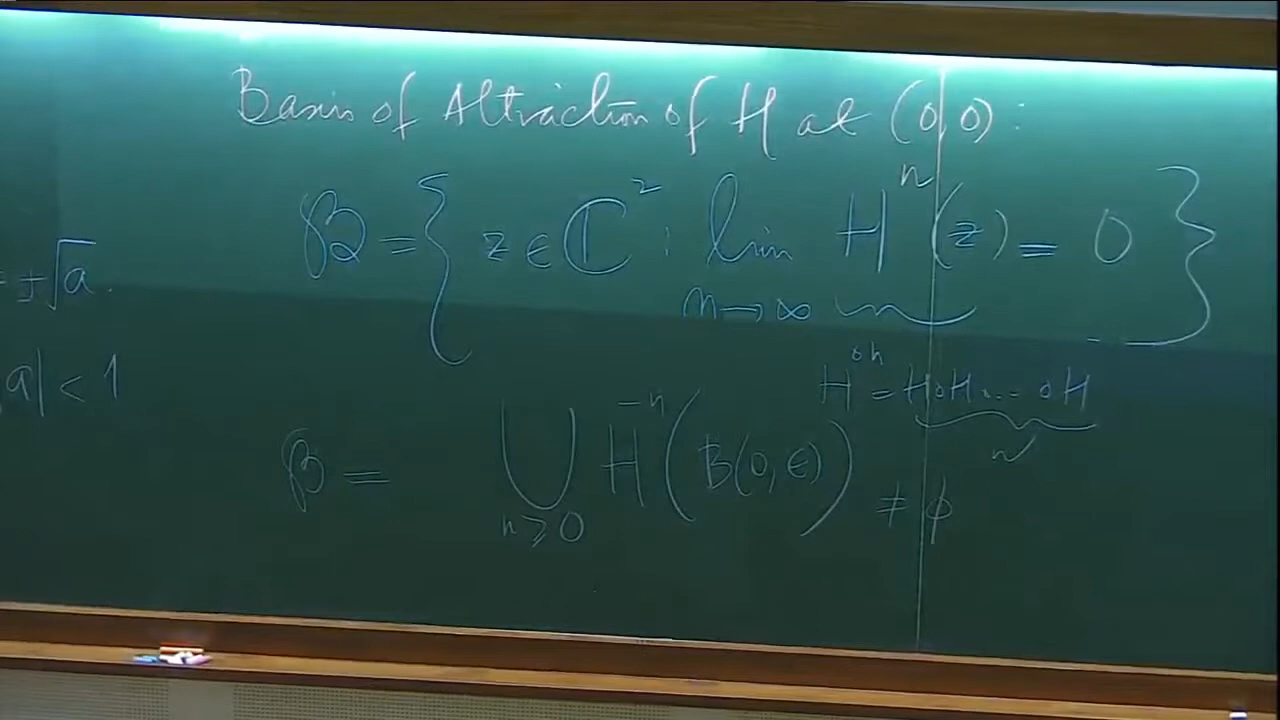 Basin of Attraction of H at (0,0) :
ℬ = { z ∈ ℂ² : lim_{n→∞} Hⁿ(z) = 0 }
= ±√a.
H^{∘n} = H∘H∘... ∘H
n
a| < 1
ℬ = ⋃_{n≥0} H^{-n}(B(0,ϵ)) ≠ ϕ